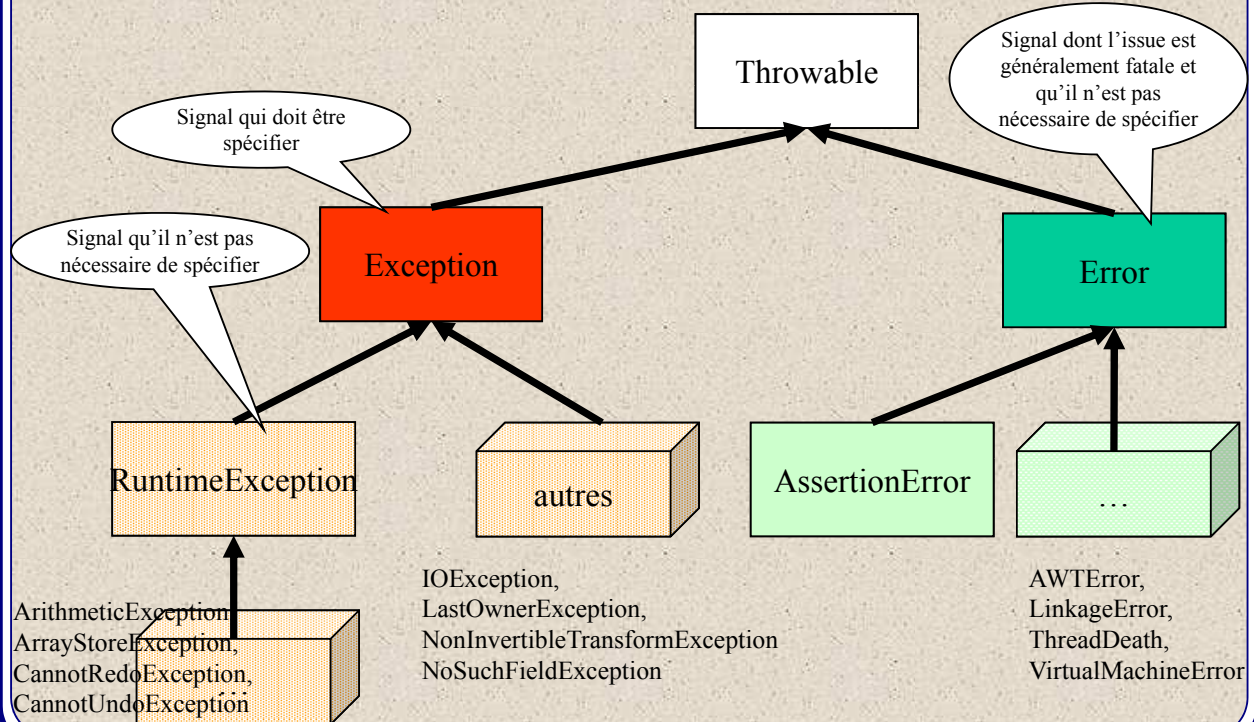 Throwable
Signal dont l'issue est
généralement fatale et
qu'il n'est pas
nécessaire de spécifier
Signal qui doit être
spécifier
Signal qu'il n'est pas
nécessaire de spécifier
Exception
Error
RuntimeException
autres
AssertionError
…
ArithmeticException
ArrayStoreException,
CannotRedoException,
CannotUndoException
…
IOException,
LastOwnerException,
NonInvertibleTransformException
NoSuchFieldException
AWTError,
LinkageError,
ThreadDeath,
VirtualMachineError